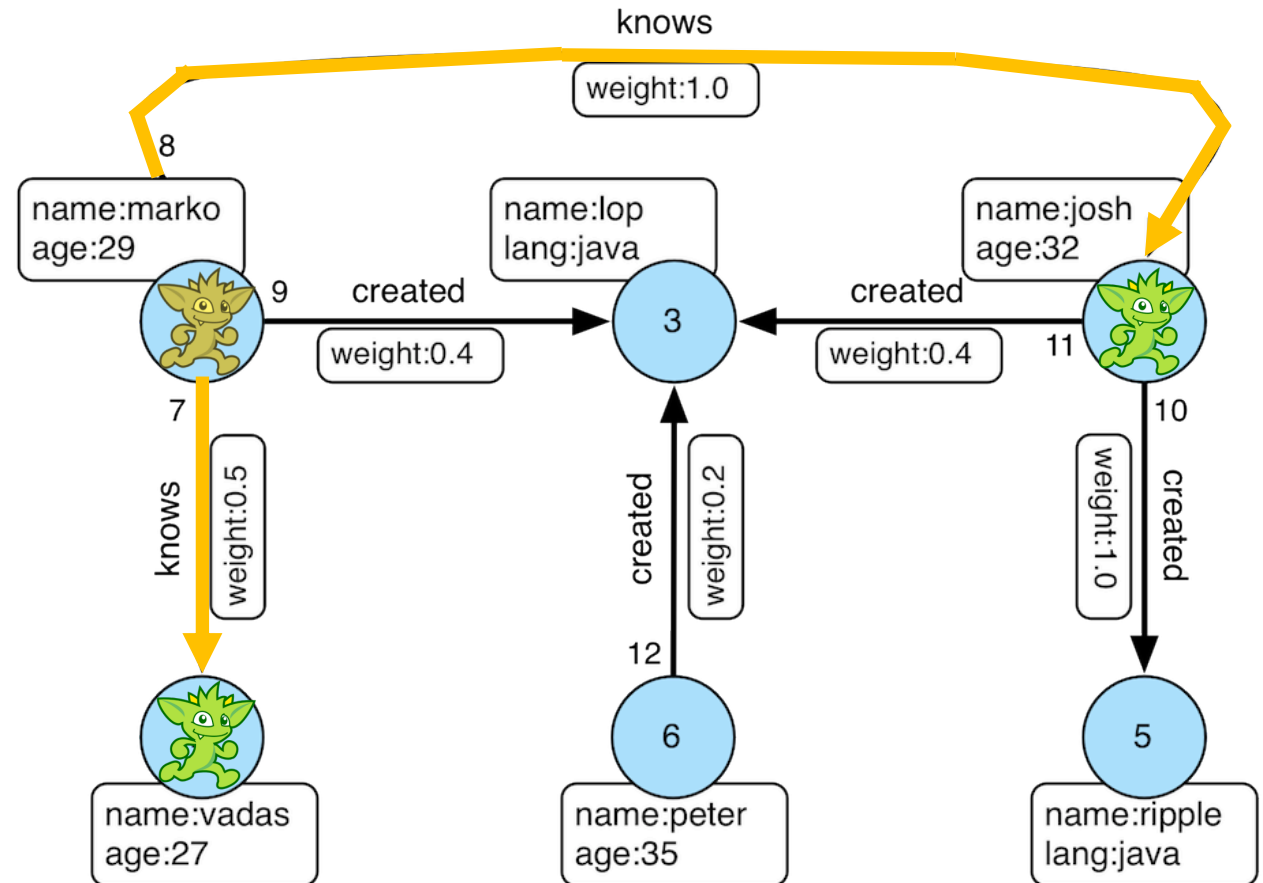 knows
weight:1.0
8
name:marko
age:29
name:lop
lang:java
name:josh
age:32
9
created
weight:0.4
3
created
weight:0.4
11
7
knows
weight:0.5
created
weight:0.2
12
10
weight:1.0
created
name:vadas
age:27
6
name:peter
age:35
5
name:ripple
lang:java